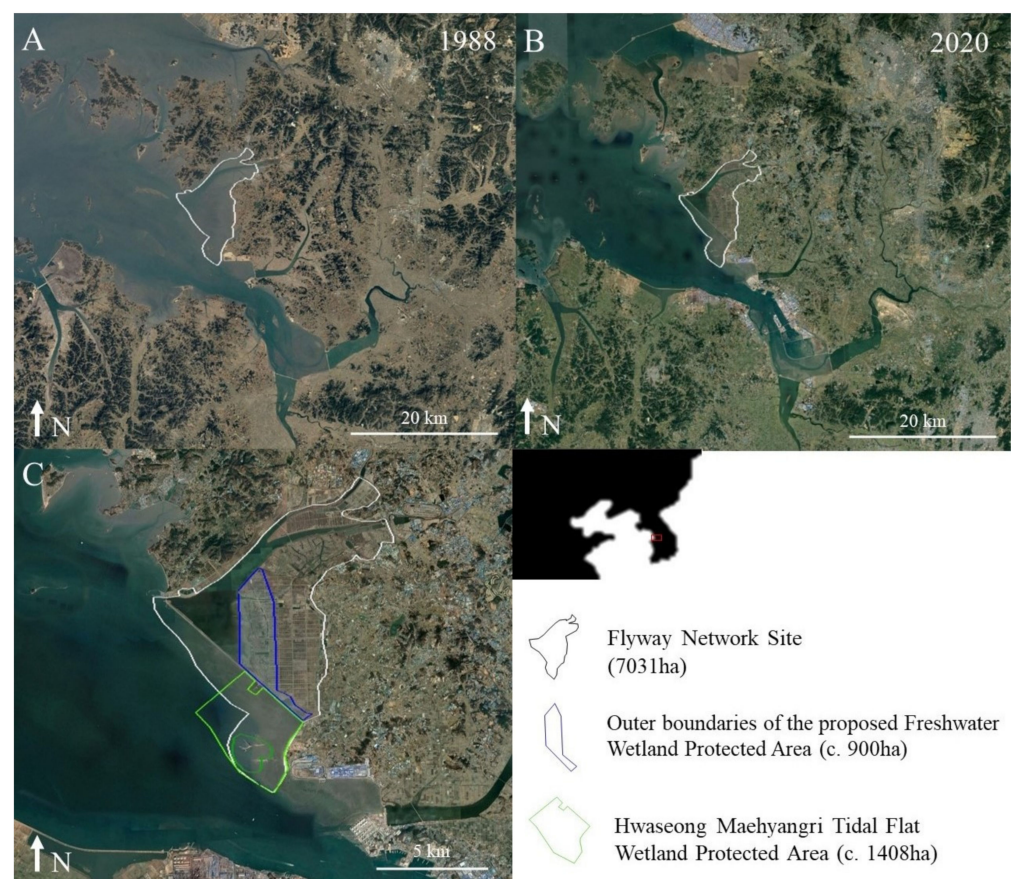 A
1988
B
2020
N
20 km
N
20 km
C
N
5 km
Flyway Network Site
(7031ha)
Outer boundaries of the proposed Freshwater
Wetland Protected Area (c. 900ha)
Hwaseong Maehyangri Tidal Flat
Wetland Protected Area (c. 1408ha)